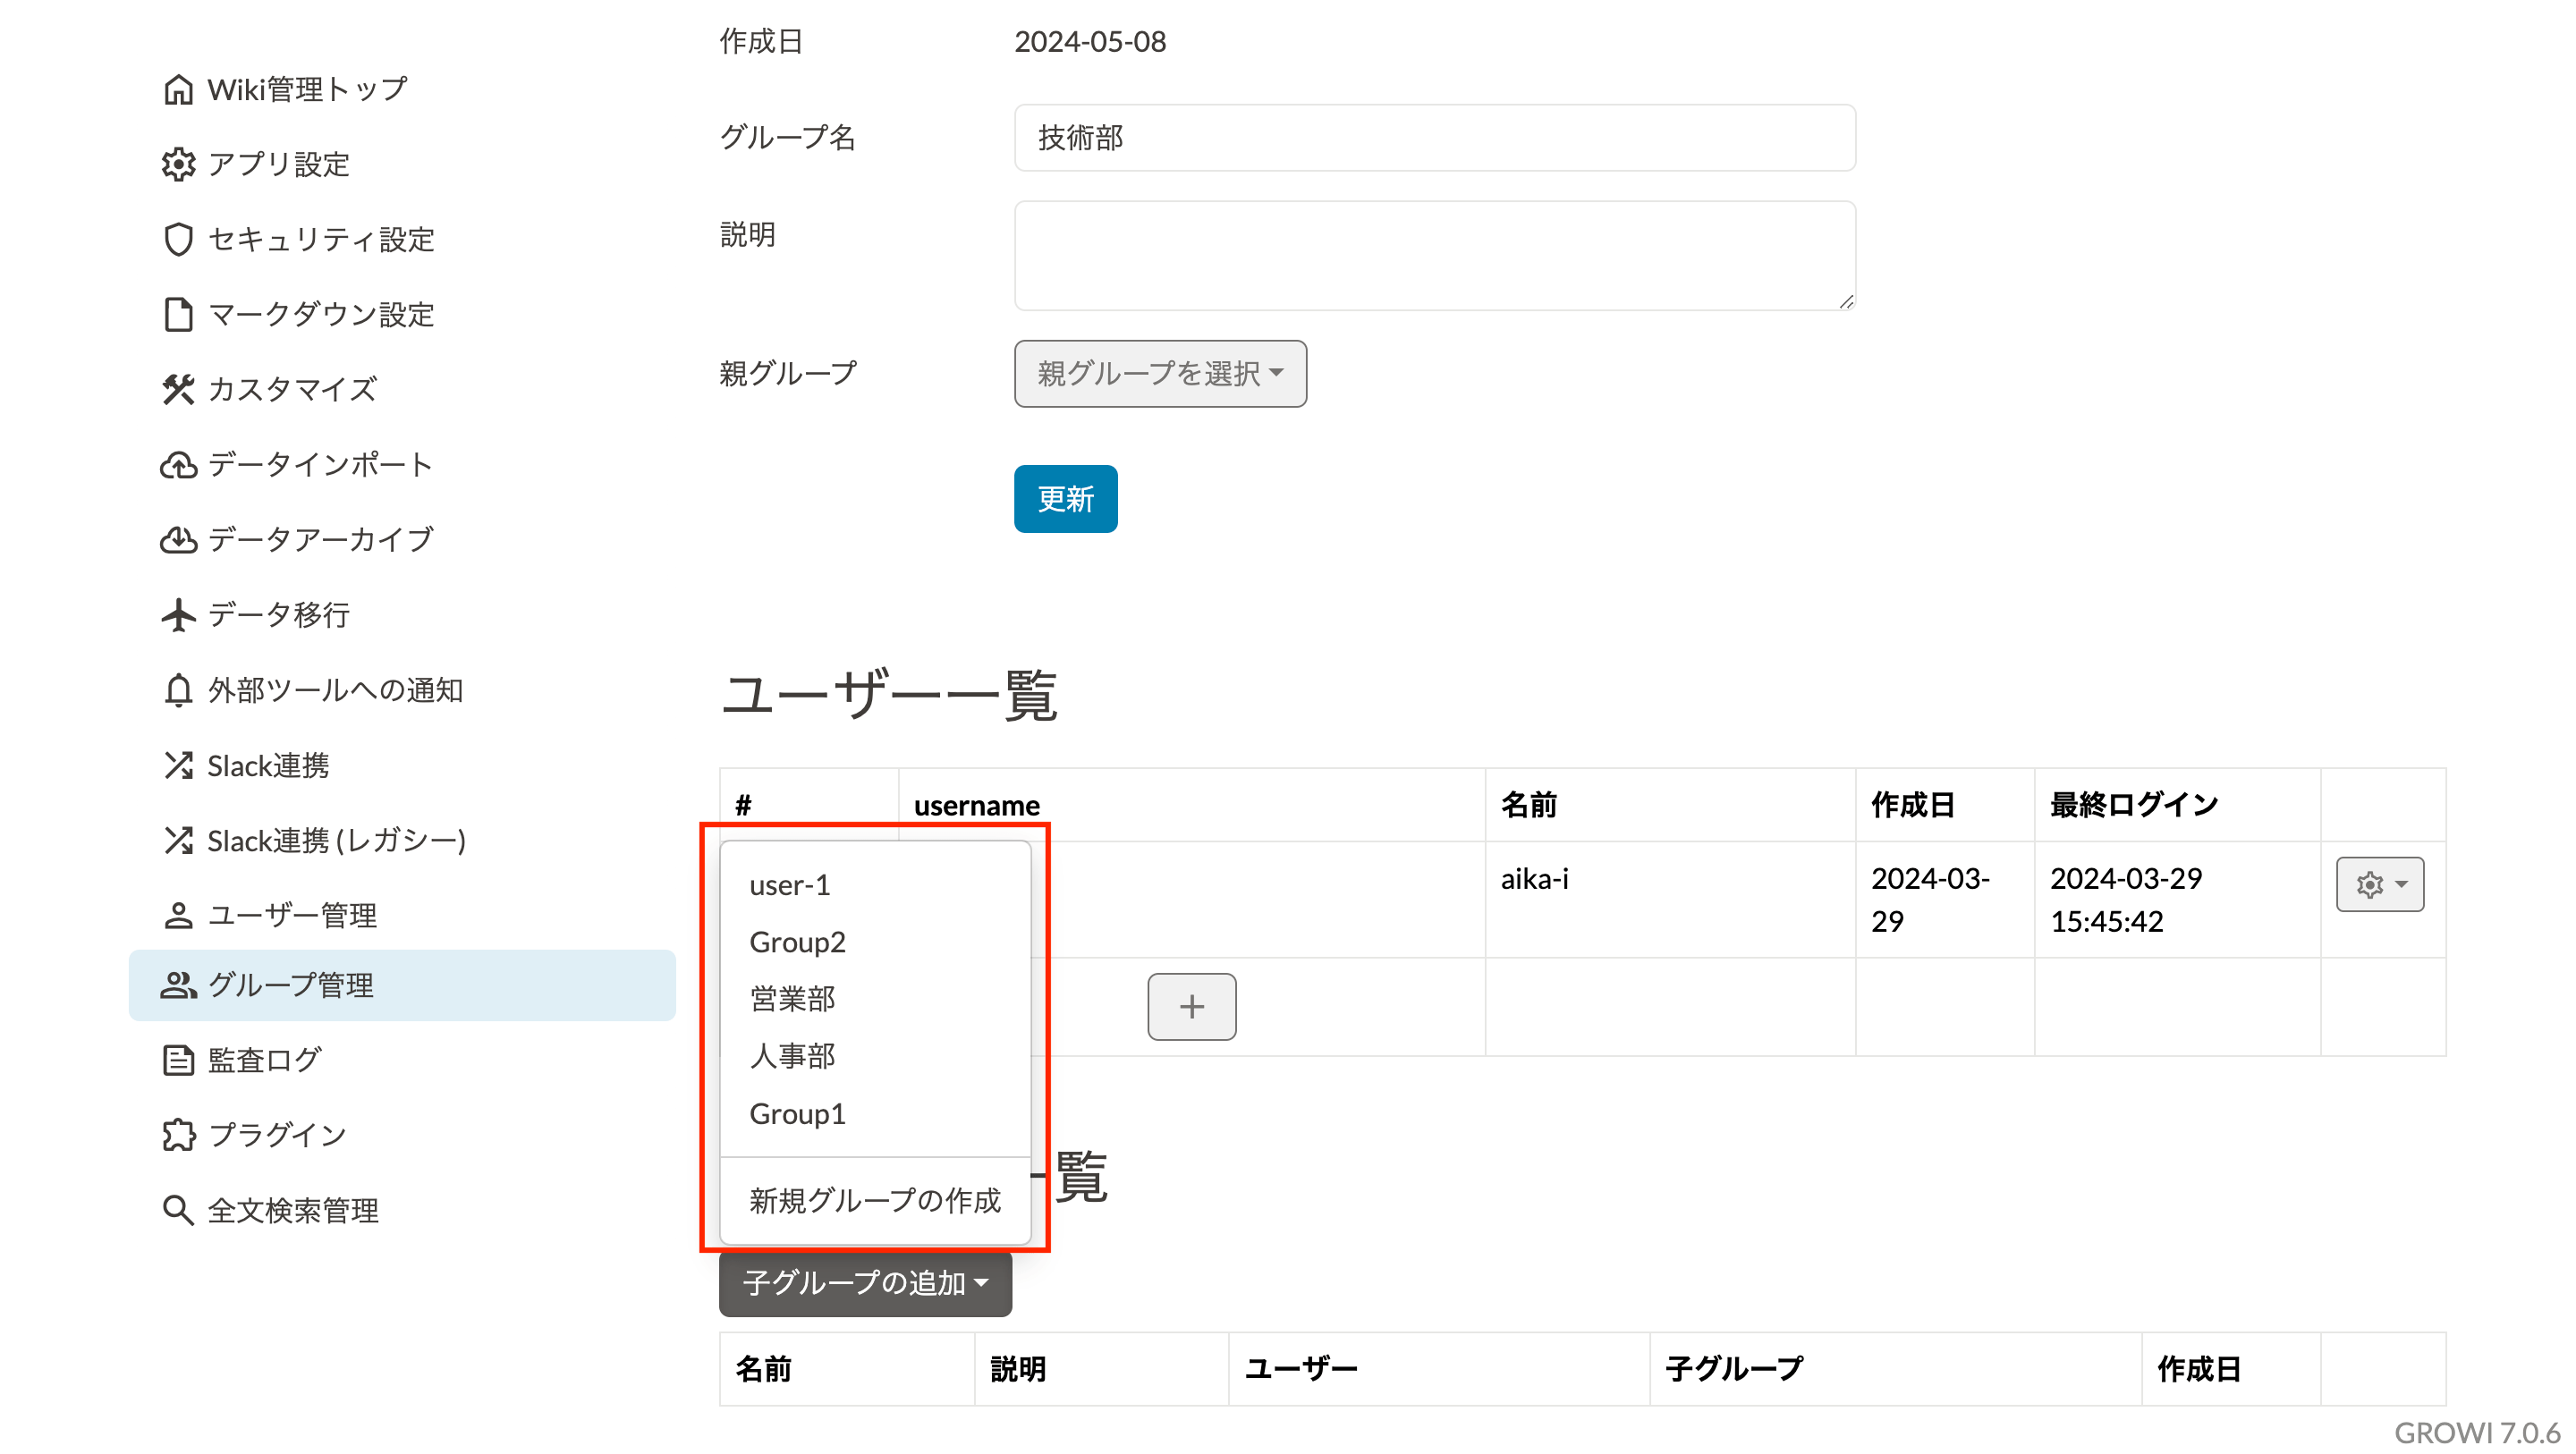 Wiki管理トップ
アプリ設定
セキュリティ設定
マークダウン設定
カスタマイズ
データインポート
データアーカイブ
データ移行
外部ツールへの通知
Slack連携
Slack連携 (レガシー)
ユーザー管理
グループ管理
監査ログ
プラグイン
全文検索管理
作成日 2024-05-08
グループ名 技術部
説明
親グループ 親グループを選択
更新
ユーザー一覧
# username 名前 作成日 最終ログイン
aika-i 2024-03- 2024-03-29
29 15:45:42
+
user-1
Group2
営業部
人事部
Group1
新規グループの作成
一覧
子グループの追加
名前 説明 ユーザー 子グループ 作成日
GROWI 7.0.6